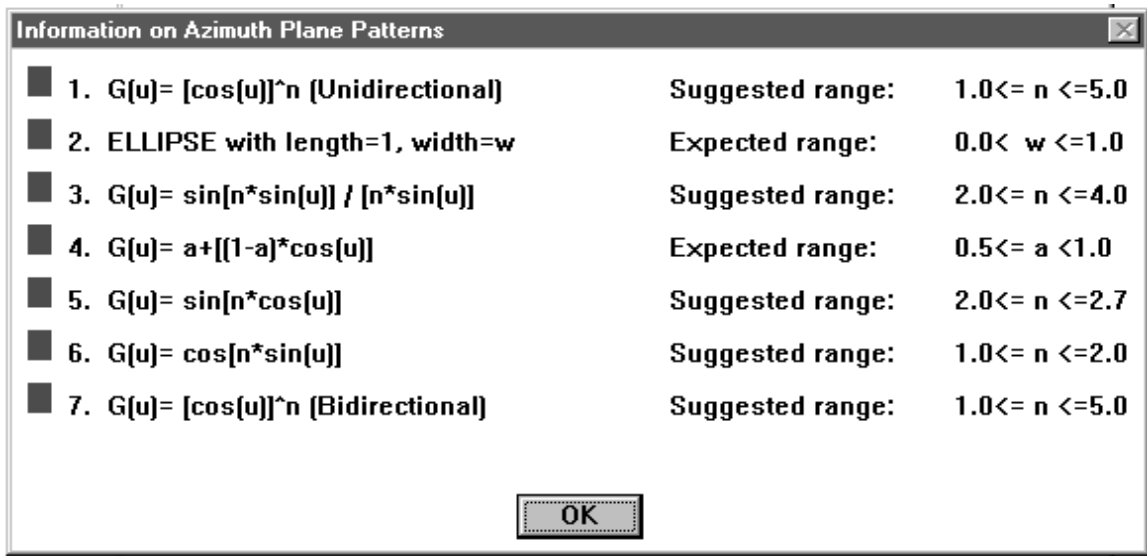 Information on Azimuth Plane Patterns
1. G(u)= [cos(u)]^n (Unidirectional) Suggested range: 1.0<= n <=5.0
2. ELLIPSE with length=1, width=w Expected range: 0.0< w <=1.0
3. G(u)= sin[n*sin(u)] / [n*sin(u)] Suggested range: 2.0<= n <=4.0
4. G(u)= a+[(1-a)*cos(u)] Expected range: 0.5<= a <1.0
5. G(u)= sin[n*cos(u)] Suggested range: 2.0<= n <=2.7
6. G(u)= cos[n*sin(u)] Suggested range: 1.0<= n <=2.0
7. G(u)= [cos(u)]^n (Bidirectional) Suggested range: 1.0<= n <=5.0
OK